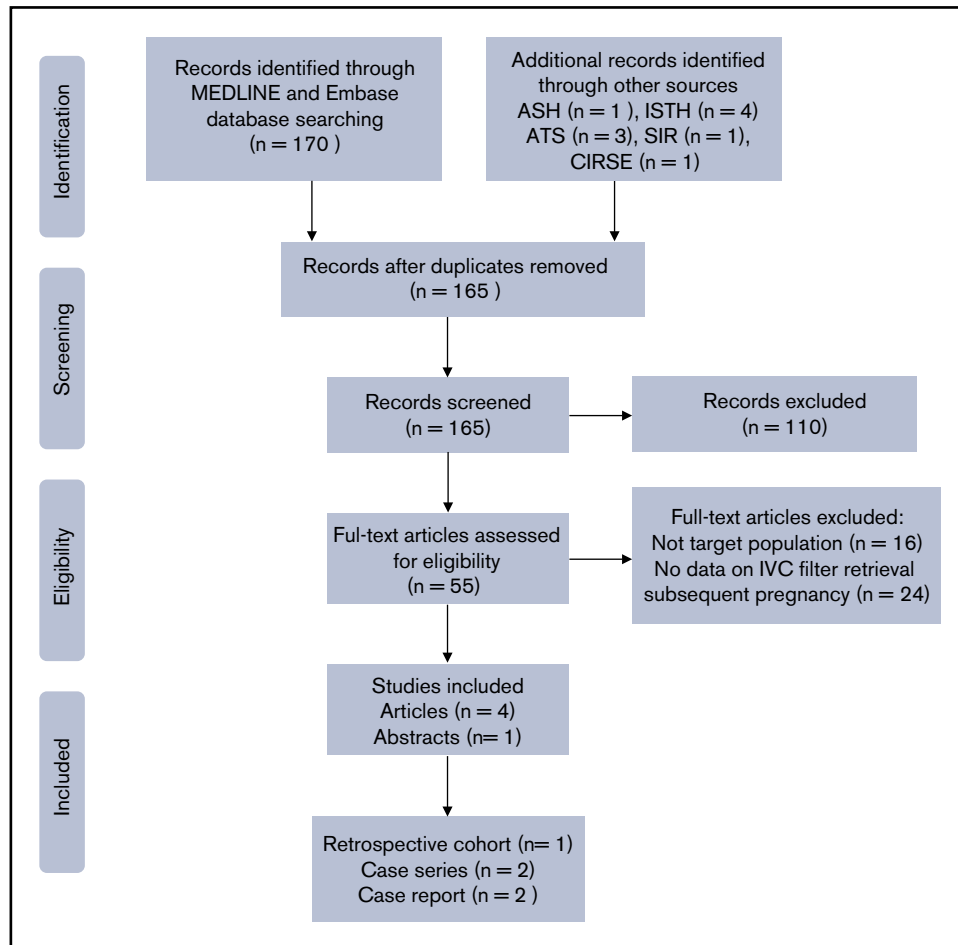 Identification
Records identified through
MEDLINE and Embase
database searching
(n = 170 )
Additional records identified
through other sources
ASH (n = 1 ), ISTH (n = 4)
ATS (n = 3), SIR (n = 1),
CIRSE (n = 1)
Records after duplicates removed
(n = 165 )
Screening
Records screened
(n = 165)
Records excluded
(n = 110)
Eligibility
Ful-text articles assessed
for eligibility
(n = 55)
Full-text articles excluded:
Not target population (n = 16)
No data on IVC filter retrieval
subsequent pregnancy (n = 24)
Included
Studies included
Articles (n = 4)
Abstracts (n= 1)
Retrospective cohort (n= 1)
Case series (n = 2)
Case report (n = 2 )